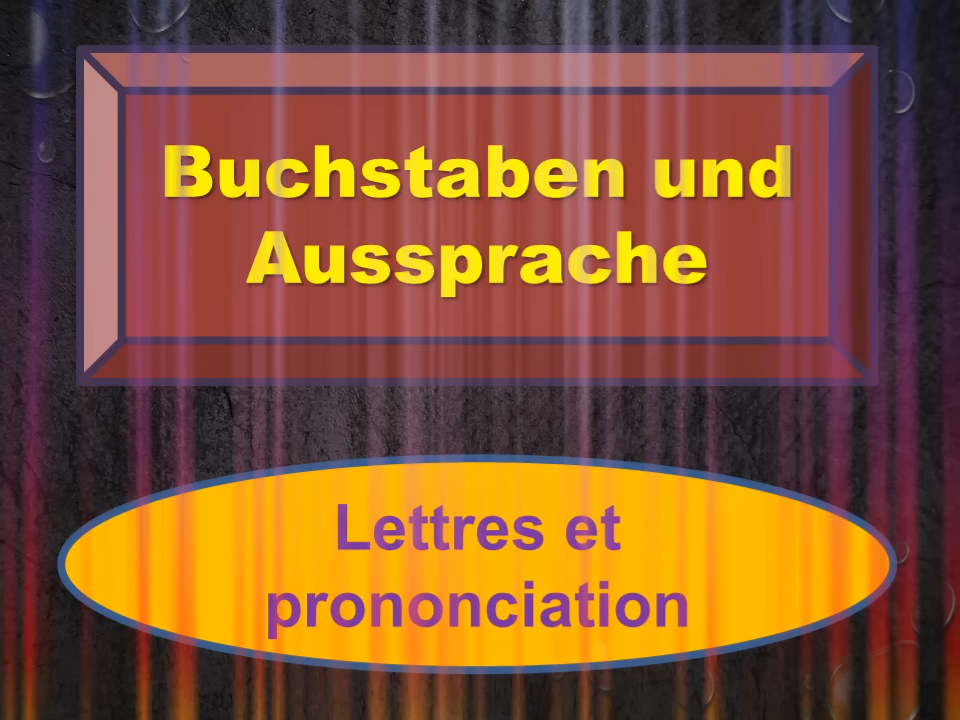 Buchstaben und
Aussprache
Lettres et
prononciation